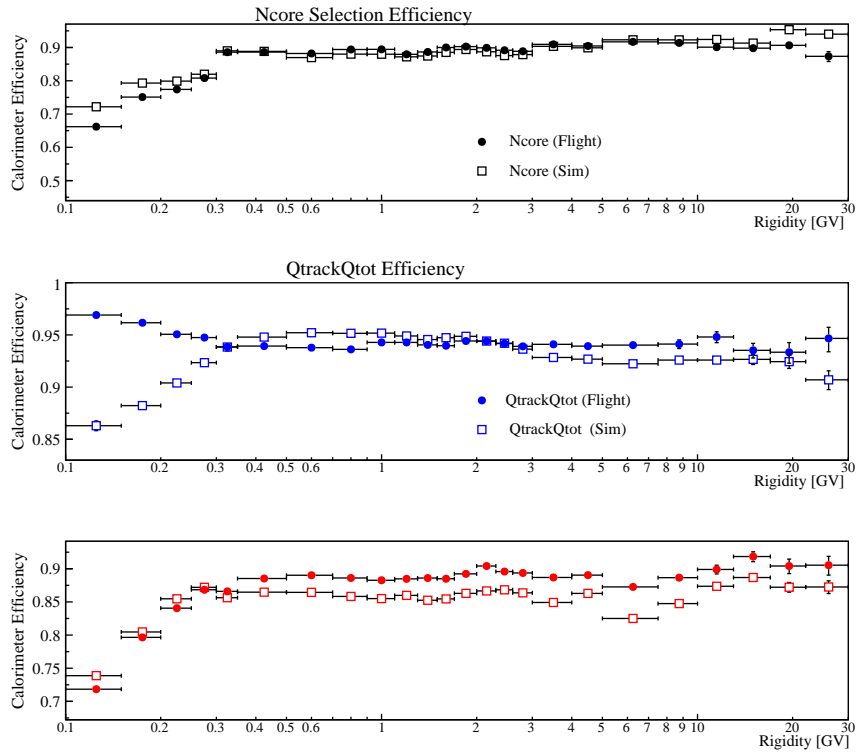 Ncore Selection Efficiency
Calorimeter Efficiency
0.9
0.8
0.7
0.6
0.5
Ncore (Flight)
Ncore (Sim)
0.1 0.2 0.3 0.4 0.5 0.6 1 2 3 4 5 6 7 8 9 10 20 30
Rigidity [GV]
QtrackQtot Efficiency
Calorimeter Efficiency
1
0.95
0.9
0.85
QtrackQtot (Flight)
QtrackQtot (Sim)
0.1 0.2 0.3 0.4 0.5 0.6 1 2 3 4 5 6 7 8 9 10 20 30
Rigidity [GV]
Calorimeter Efficiency
0.9
0.85
0.8
0.75
0.7
0.1 0.2 0.3 0.4 0.5 0.6 1 2 3 4 5 6 7 8 9 10 20 30
Rigidity [GV]